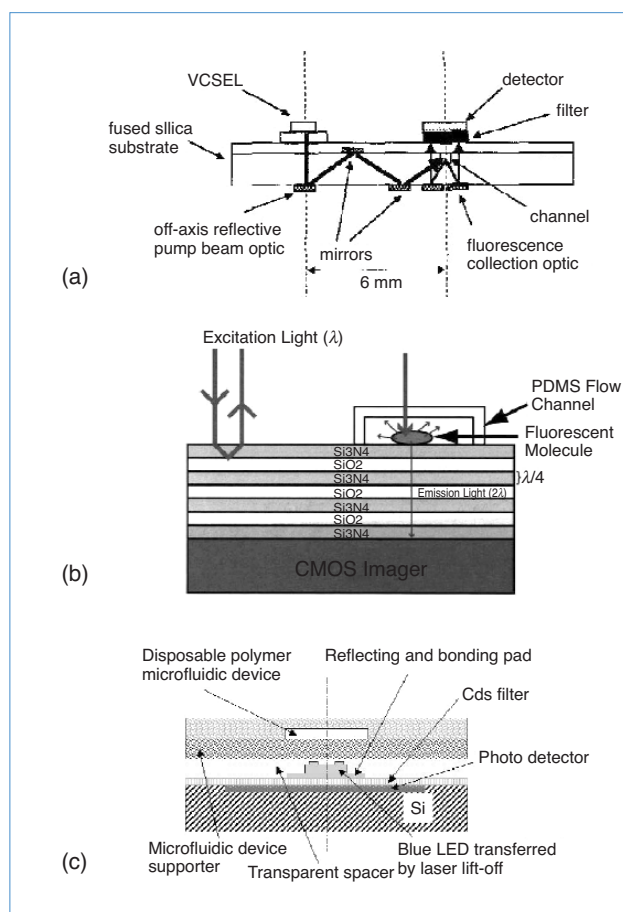 VCSEL
detector
filter
fused sllica
substrate
off-axis reflective
pump beam optic
mirrors
channel
fluorescence
collection optic
6 mm
(a)
Excitation Light (λ)
PDMS Flow
Channel
Fluorescent
Molecule
Si3N4
SiO2
Si3N4
}λ/4
SiO2
Emission Light (2λ)
Si3N4
SiO2
Si3N4
CMOS Imager
(b)
Disposable polymer
microfluidic device
Reflecting and bonding pad
Cds filter
Photo detector
Si
Microfluidic device
supporter
Transparent spacer
Blue LED transferred
by laser lift-off
(c)